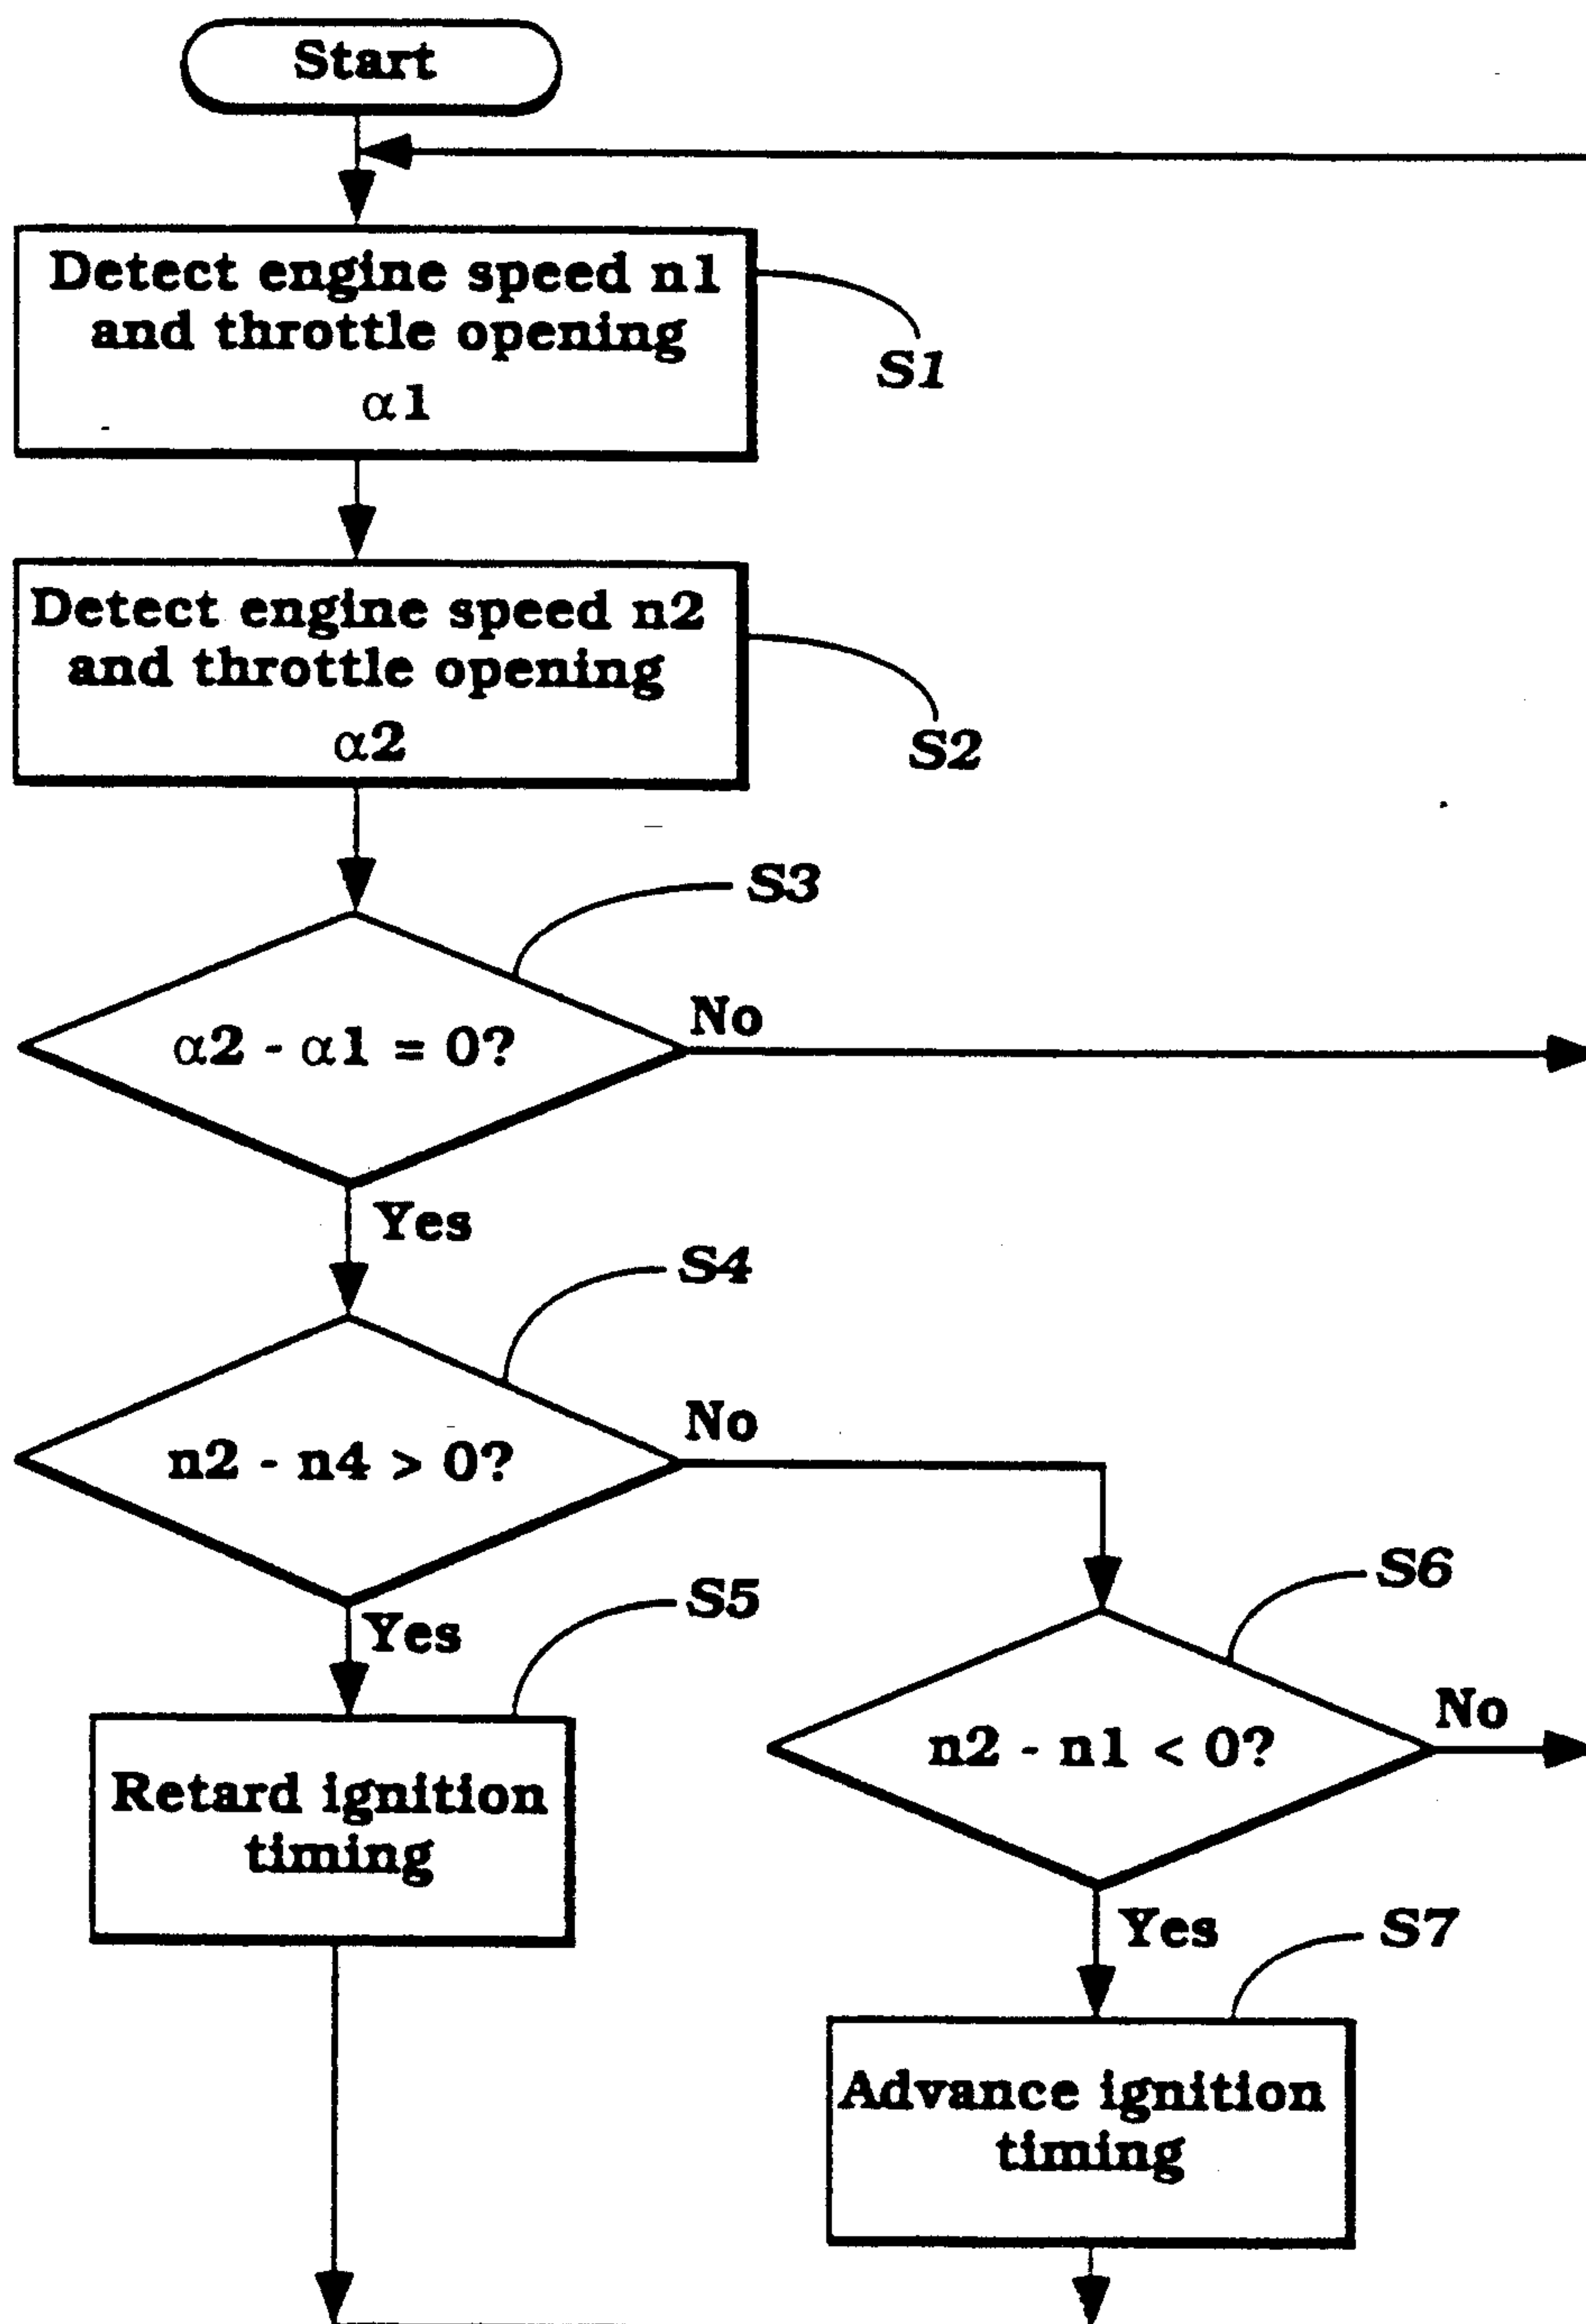 Start
Detect engine speed n1
and throttle opening
α1
S1
Detect engine speed n2
and throttle opening
α2
S2
S3
α2 - α1 = 0?
No
Yes
S4
n2 - n4 > 0?
No
Yes
S5
S6
Retard ignition
timing
n2 - n1 < 0?
No
Yes
S7
Advance ignition
timing